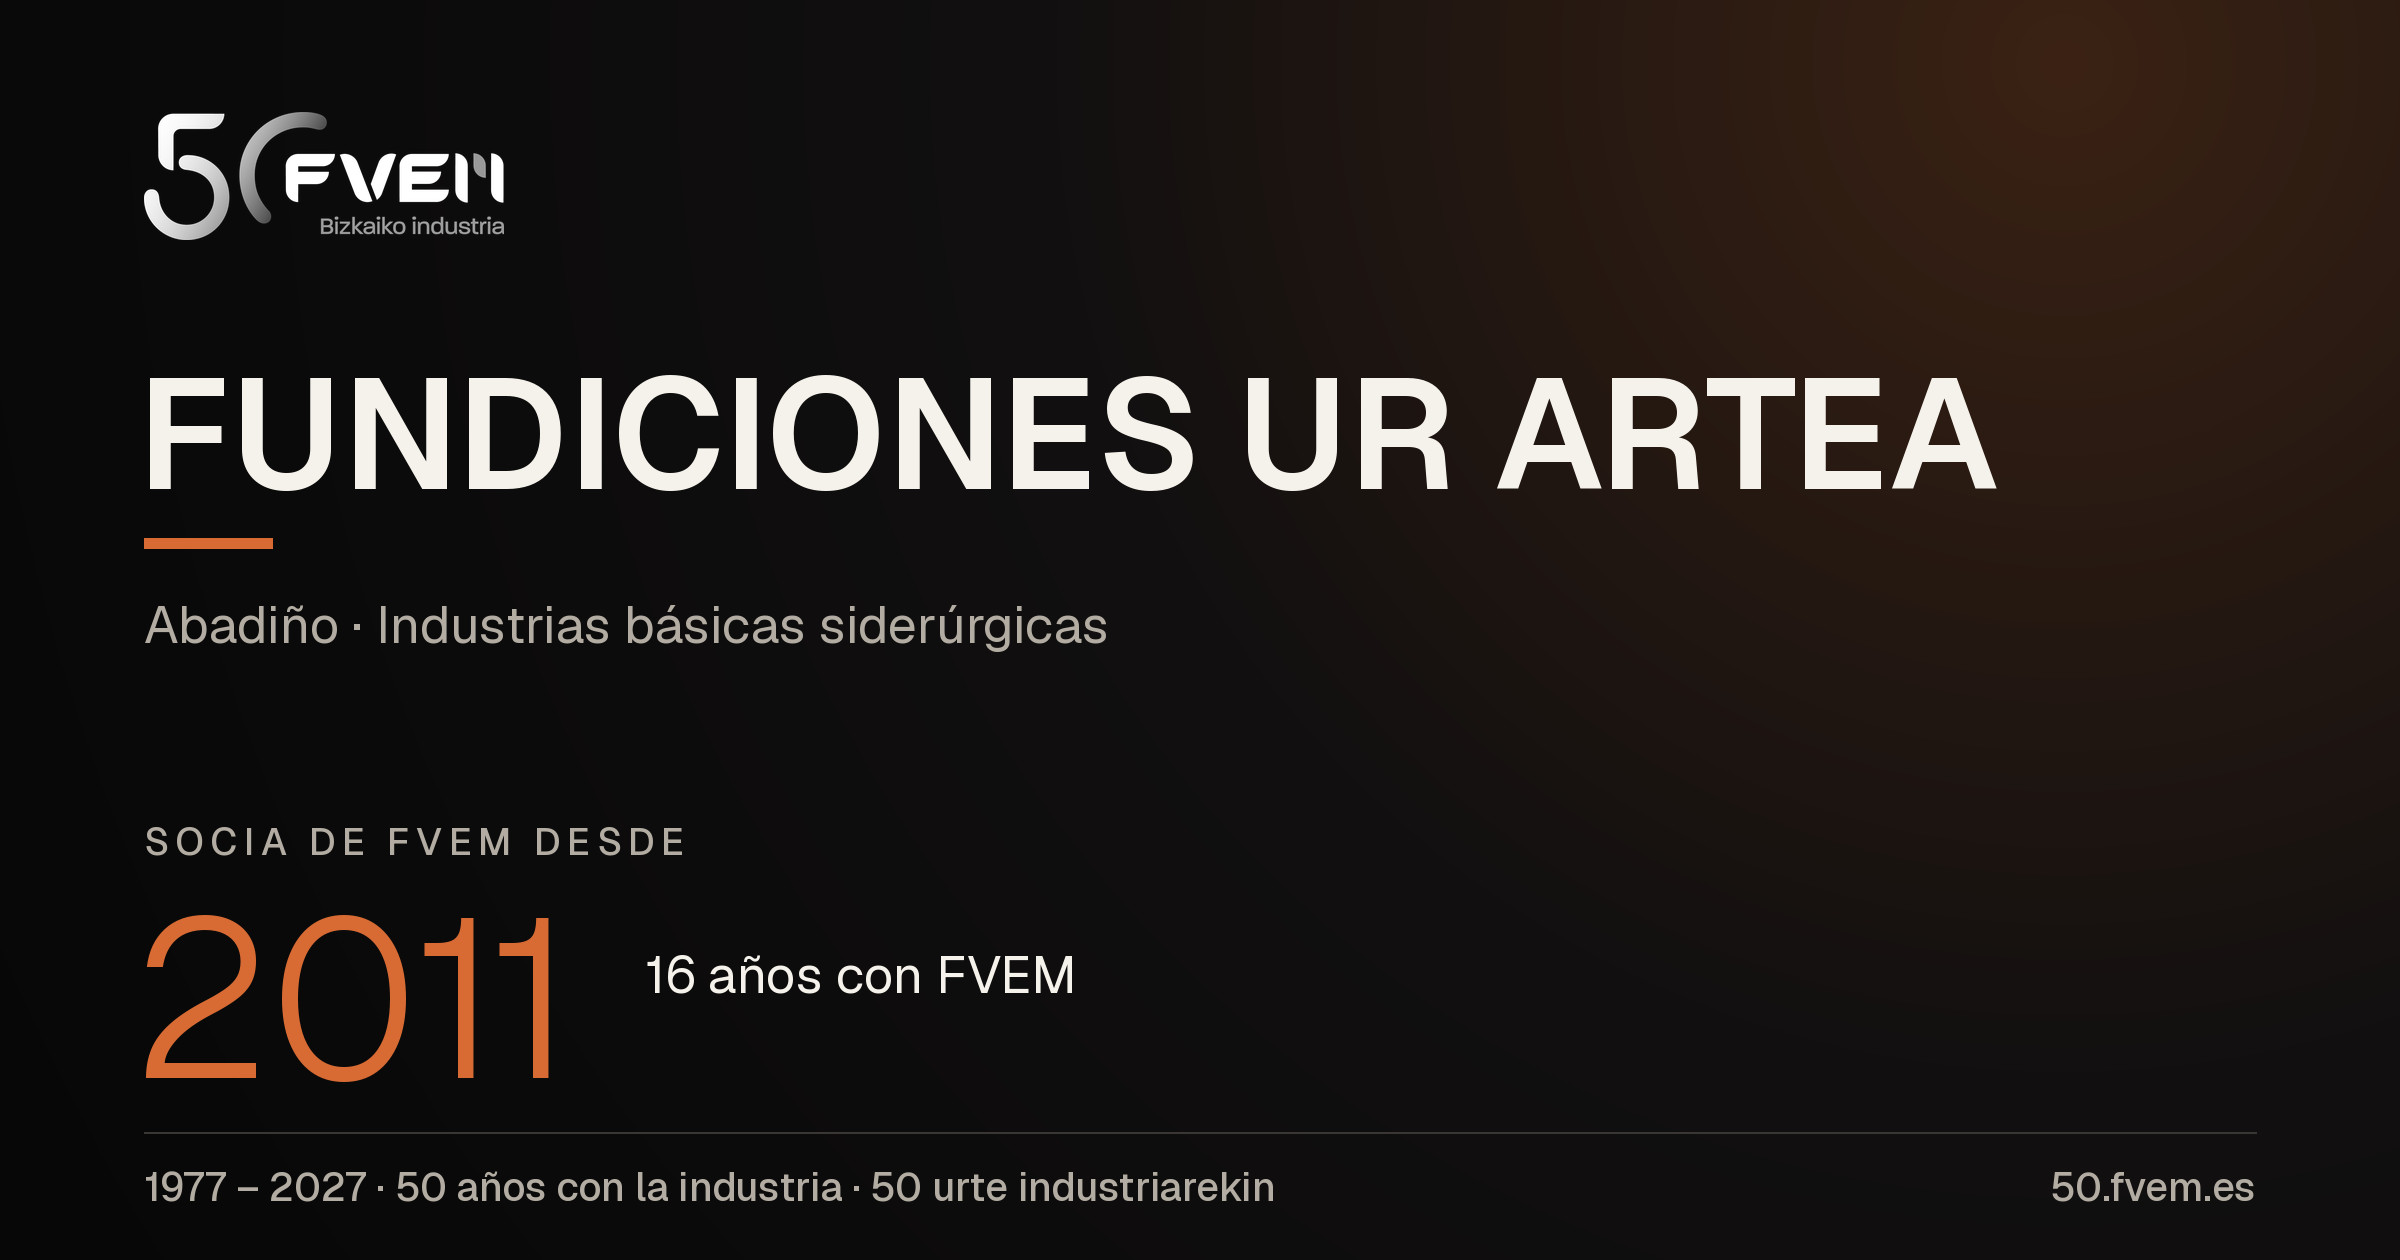 50 FVEM
Bizkaiko industria
FUNDICIONES UR ARTEA
Abadiño · Industrias básicas siderúrgicas
SOCIA DE FVEM DESDE
2011
16 años con FVEM
1977 – 2027 · 50 años con la industria · 50 urte industriarekin
50.fvem.es